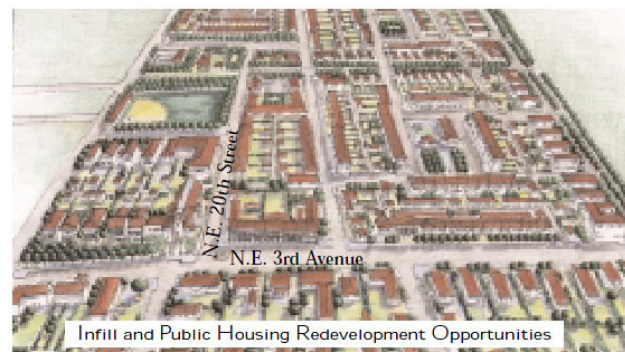 N.E. 20th Street
N.E. 3rd Avenue
Infill and Public Housing Redevelopment Opportunities